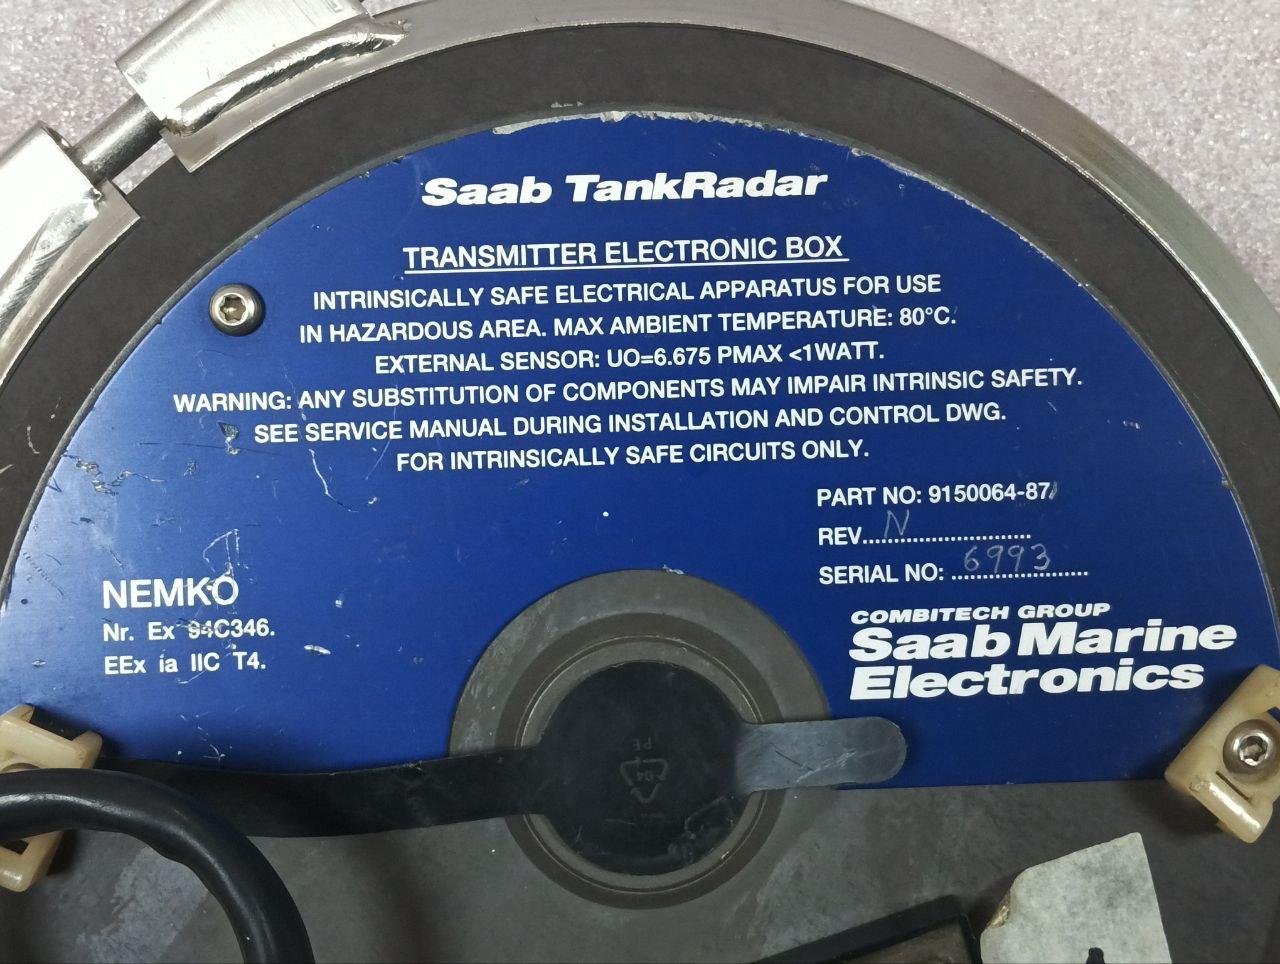 Saab TankRadar
TRANSMITTER ELECTRONIC BOX
INTRINSICALLY SAFE ELECTRICAL APPARATUS FOR USE
IN HAZARDOUS AREA. MAX AMBIENT TEMPERATURE: 80°C.
EXTERNAL SENSOR: UO=6.675 PMAX <1WATT.
WARNING: ANY SUBSTITUTION OF COMPONENTS MAY IMPAIR INTRINSIC SAFETY.
SEE SERVICE MANUAL DURING INSTALLATION AND CONTROL DWG.
FOR INTRINSICALLY SAFE CIRCUITS ONLY.
PART NO: 9150064-871
REV...N...
SERIAL NO: ...6993...
NEMKO
Nr. Ex 94C346.
EEx ia IIC T4.
COMBITECH GROUP
Saab Marine
Electronics
PE
04